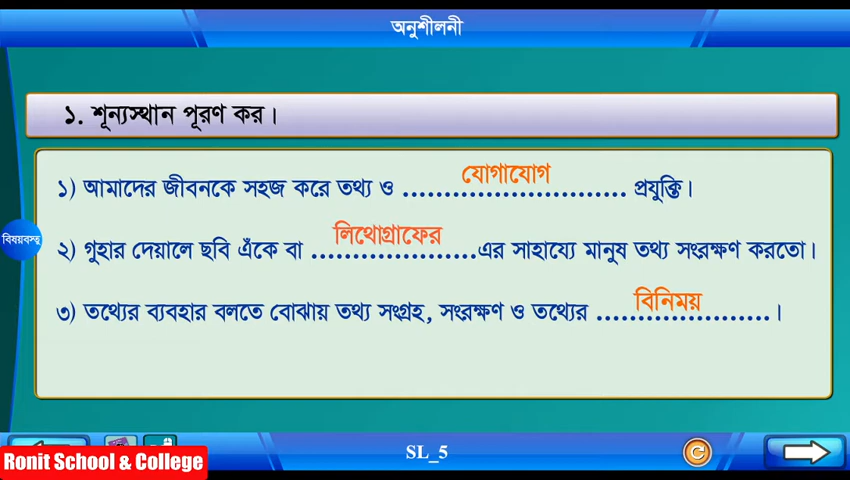 অনুশীলনী
১. শূন্যস্থান পূরণ কর।
১) আমাদের জীবনকে সহজ করে তথ্য ও ......যোগাযোগ...... প্রযুক্তি।
২) গুহার দেয়ালে ছবি এঁকে বা ......লিথোগ্রাফের......এর সাহায্যে মানুষ তথ্য সংরক্ষণ করতো।
বিষয়বস্তু
৩) তথ্যের ব্যবহার বলতে বোঝায় তথ্য সংগ্রহ, সংরক্ষণ ও তথ্যের ......বিনিময়......।
Ronit School & College
SL_5